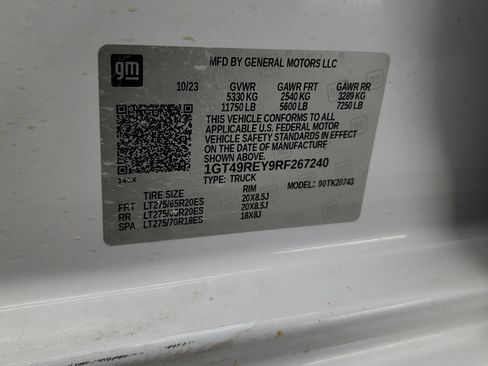 gm
MFD BY GENERAL MOTORS LLC
10/23 GVWR GAWR FRT GAWR RR
5330 KG 2540 KG 3289 KG
11750 LB 5600 LB 7250 LB
THIS VEHICLE CONFORMS TO ALL
APPLICABLE U.S. FEDERAL MOTOR
VEHICLE SAFETY STANDARDS IN EFFECT
ON THE DATE OF MANUFACTURE
SHOWN ABOVE.
1GT49REY9RF267240
TYPE: TRUCK MODEL: 90TK20743
TIRE SIZE RIM
FRT LT275/65R20ES 20X8.5J
RR LT275/65R20ES 20X8.5J
SPA LT275/70R18ES 18X8J